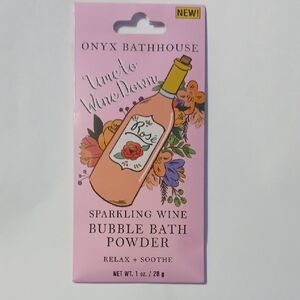 NEW!
ONYX BATHHOUSE
Time to
Wine Down
Rosé
SPARKLING WINE
BUBBLE BATH
POWDER
RELAX + SOOTHE
NET WT. 1 oz. / 28 g